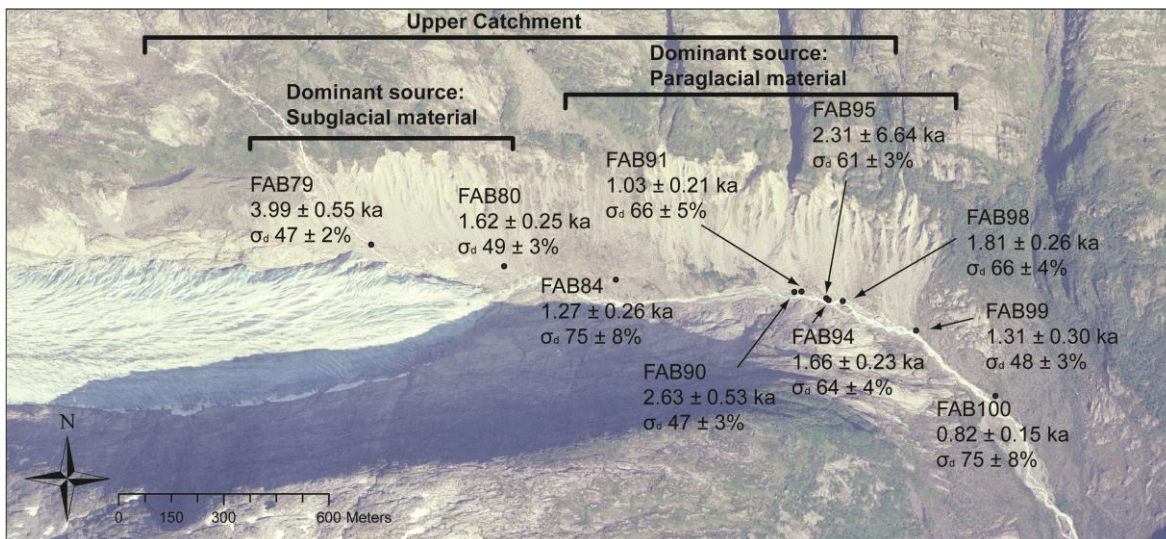 Upper Catchment
Dominant source:
Paraglacial material
Dominant source:
Subglacial material
FAB95
2.31 ± 6.64 ka
σd 61 ± 3%
FAB91
1.03 ± 0.21 ka
σd 66 ± 5%
FAB79
3.99 ± 0.55 ka
σd 47 ± 2%
FAB80
1.62 ± 0.25 ka
σd 49 ± 3%
FAB98
1.81 ± 0.26 ka
σd 66 ± 4%
FAB84
1.27 ± 0.26 ka
σd 75 ± 8%
FAB99
1.31 ± 0.30 ka
σd 48 ± 3%
FAB94
1.66 ± 0.23 ka
σd 64 ± 4%
FAB90
2.63 ± 0.53 ka
σd 47 ± 3%
FAB100
0.82 ± 0.15 ka
σd 75 ± 8%
N
0 150 300 600 Meters